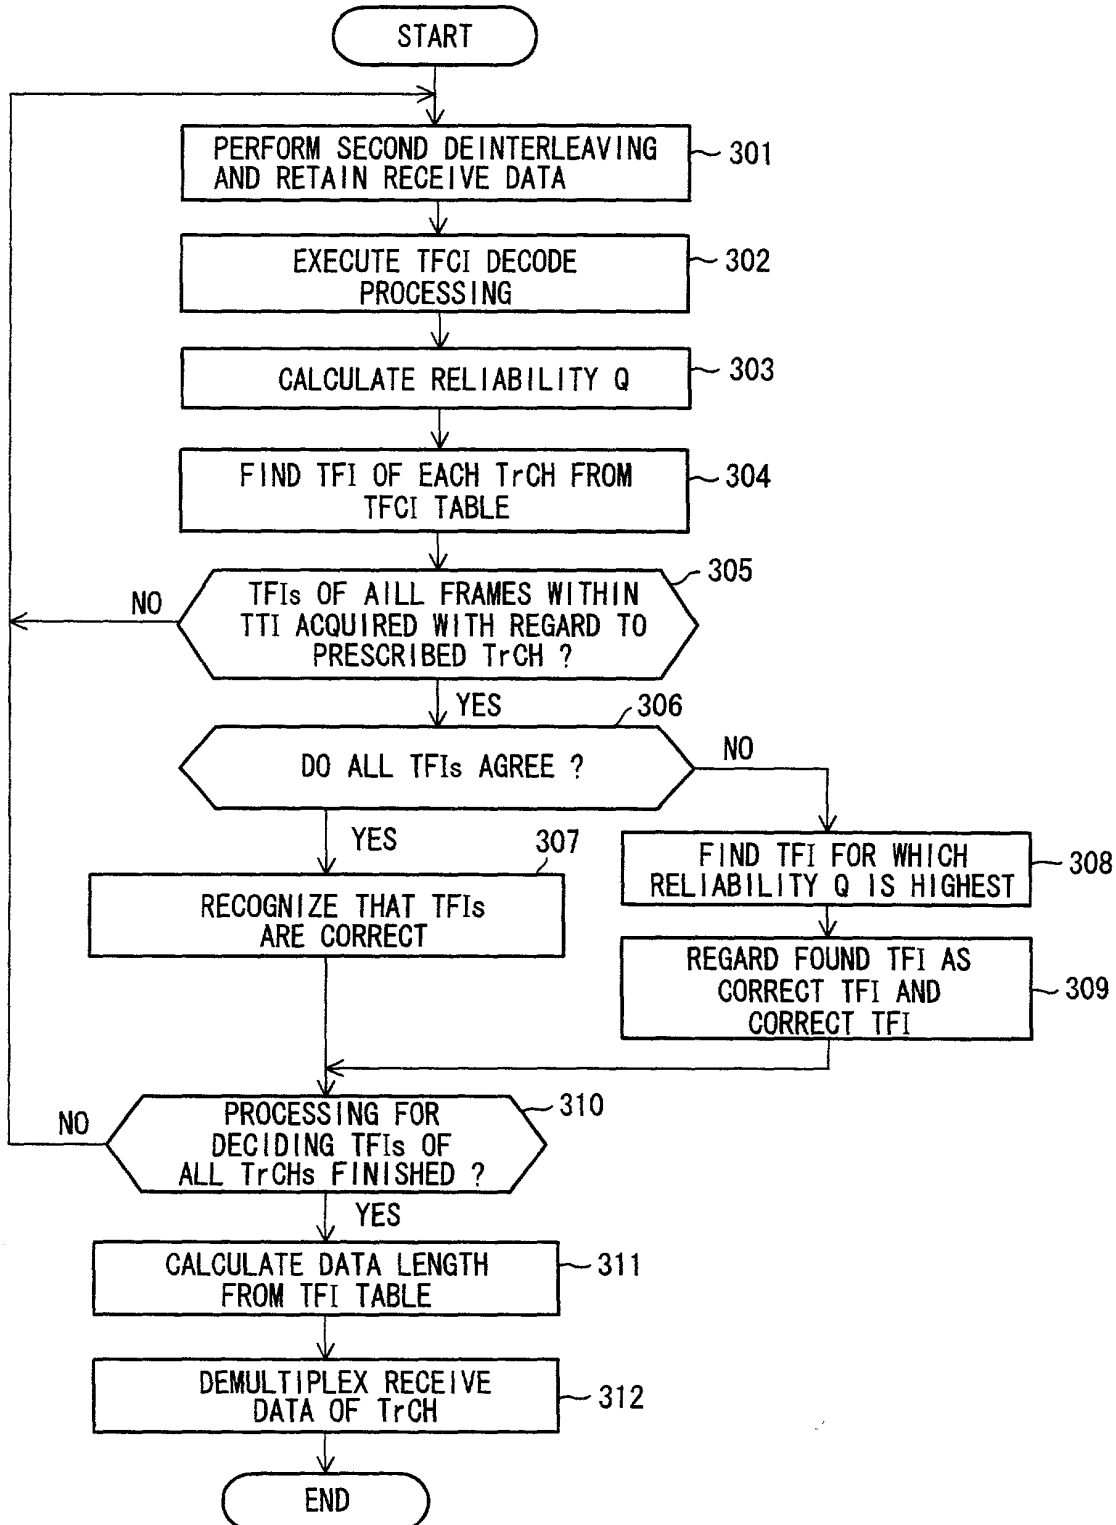 START
PERFORM SECOND DEINTERLEAVING
AND RETAIN RECEIVE DATA
301
EXECUTE TFCI DECODE
PROCESSING
302
CALCULATE RELIABILITY Q
303
FIND TFI OF EACH TrCH FROM
TFCI TABLE
304
TFIs OF AILL FRAMES WITHIN
TTI ACQUIRED WITH REGARD TO
PRESCRIBED TrCH ?
305
NO
YES
DO ALL TFIs AGREE ?
306
NO
YES
RECOGNIZE THAT TFIs
ARE CORRECT
307
FIND TFI FOR WHICH
RELIABILITY Q IS HIGHEST
308
REGARD FOUND TFI AS
CORRECT TFI AND
CORRECT TFI
309
PROCESSING FOR
DECIDING TFIs OF
ALL TrCHs FINISHED ?
310
NO
YES
CALCULATE DATA LENGTH
FROM TFI TABLE
311
DEMULTIPLEX RECEIVE
DATA OF TrCH
312
END